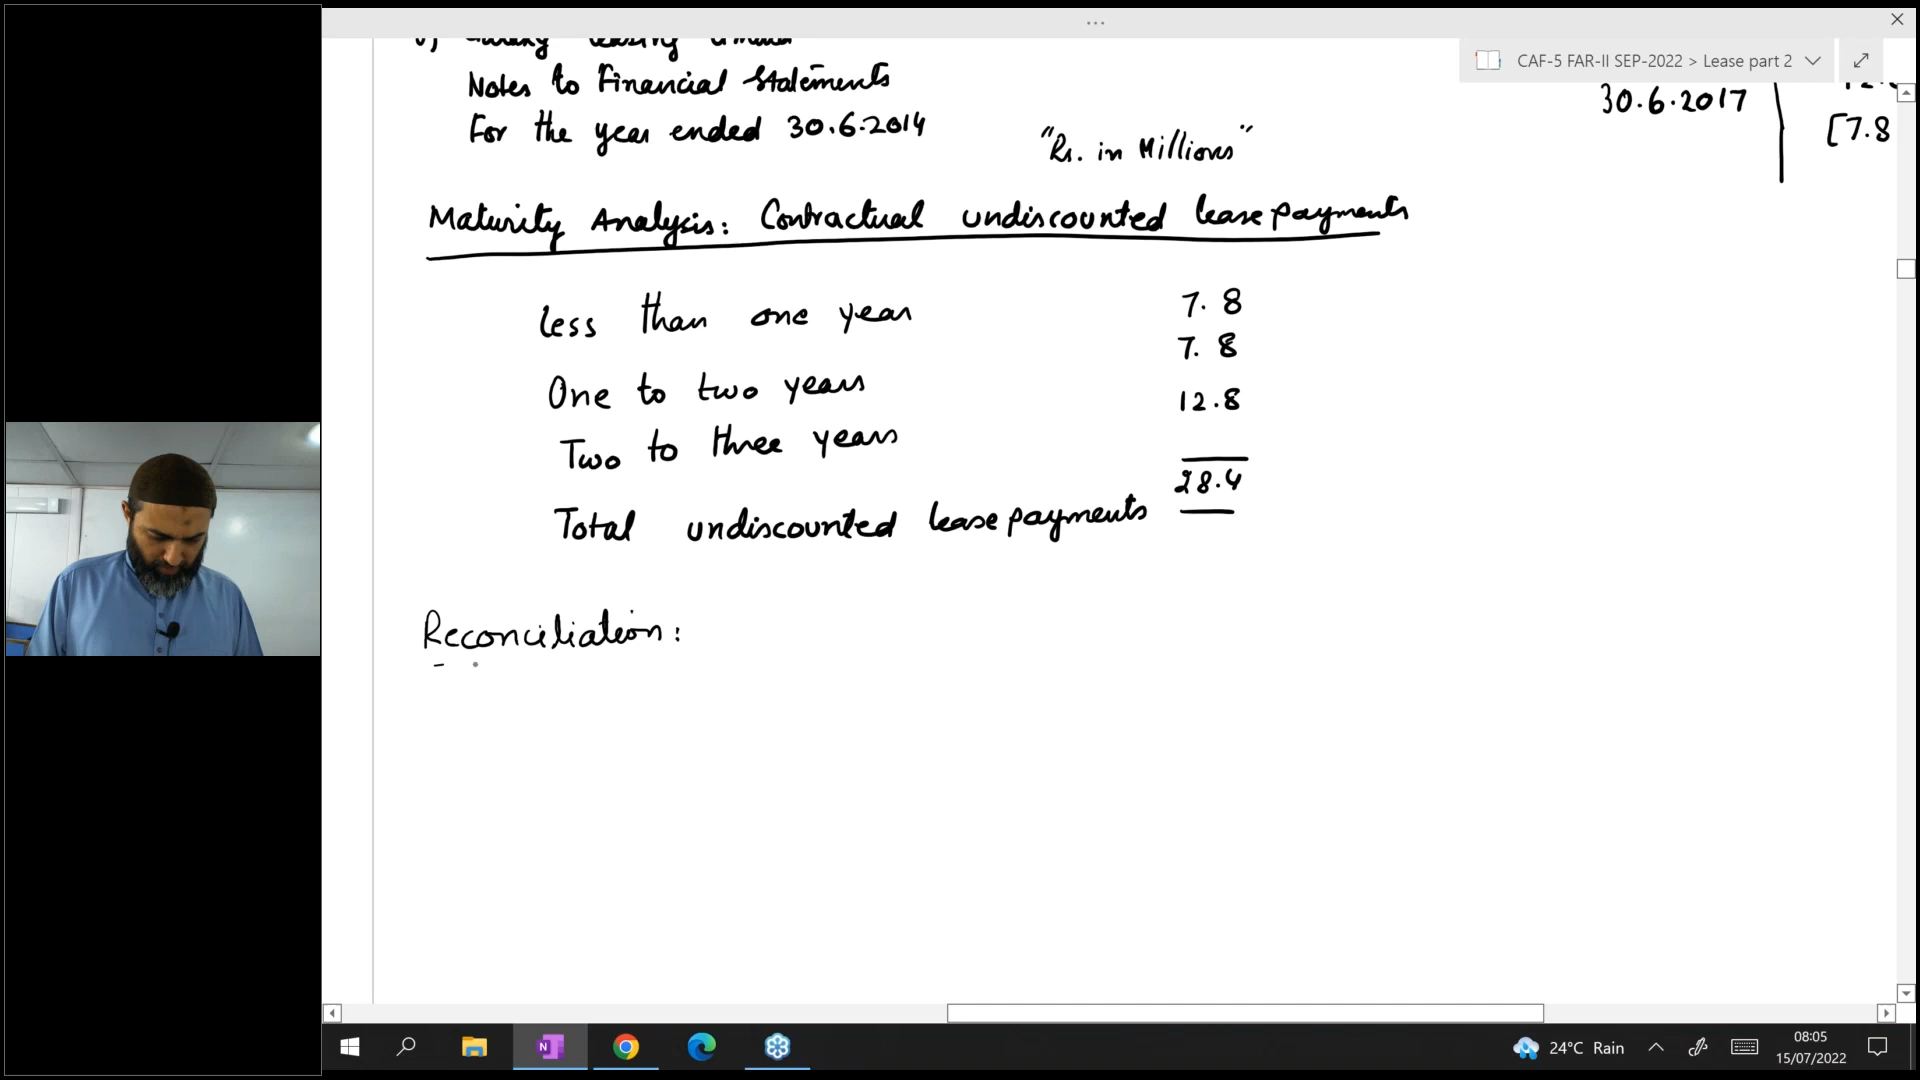 CAF-5 FAR-II SEP-2022 > Lease part 2
Notes to Financial Statements
For the year ended 30.6.2014
"Rs. in Millions"
30.6.2017
[7.8
Maturity Analysis: Contractual undiscounted lease payments
less than one year 7.8
One to two years 7.8
Two to three years 12.8
Total undiscounted lease payments 28.4
Reconciliation:
24°C Rain
08:05
15/07/2022